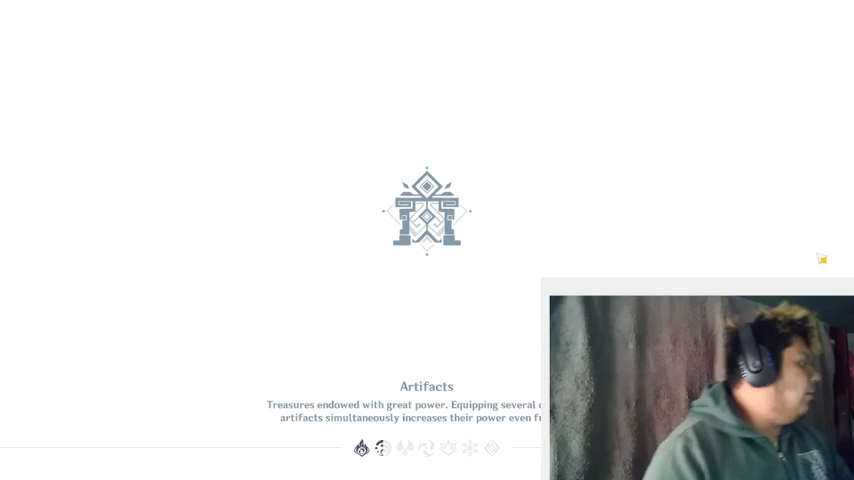 Artifacts
Treasures endowed with great power. Equipping several
artifacts simultaneously increases their power even